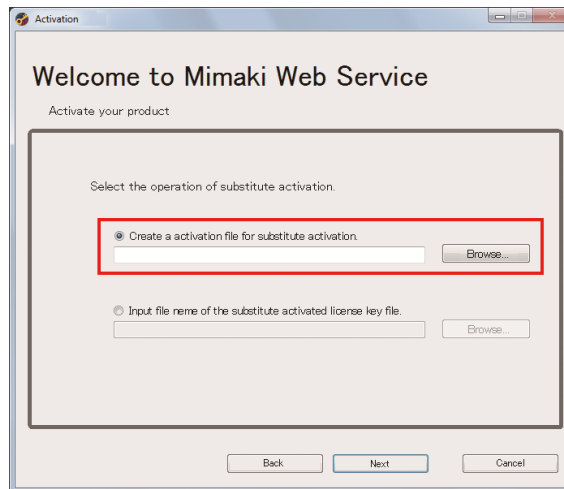 Activation
Welcome to Mimaki Web Service
Activate your product
Select the operation of substitute activation.
Create a activation file for substitute activation.
Browse...
Input file neme of the substitute activated license key file.
Browse...
Back Next Cancel